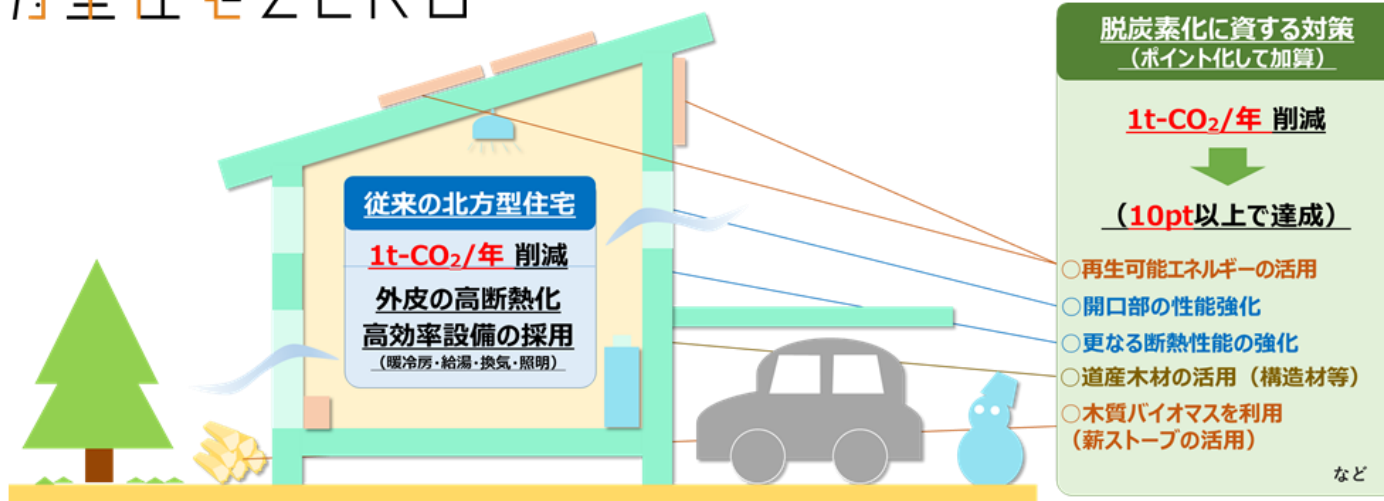 住宅ZERO
脱炭素化に資する対策
（ポイント化して加算）
1t-CO₂/年 削減
（10pt以上で達成）
従来の北方型住宅
1t-CO₂/年 削減
外皮の高断熱化
高効率設備の採用
（暖冷房・給湯・換気・照明）
○再生可能エネルギーの活用
○開口部の性能強化
○更なる断熱性能の強化
○道産木材の活用（構造材等）
○木質バイオマスを利用
（薪ストーブの活用）
など